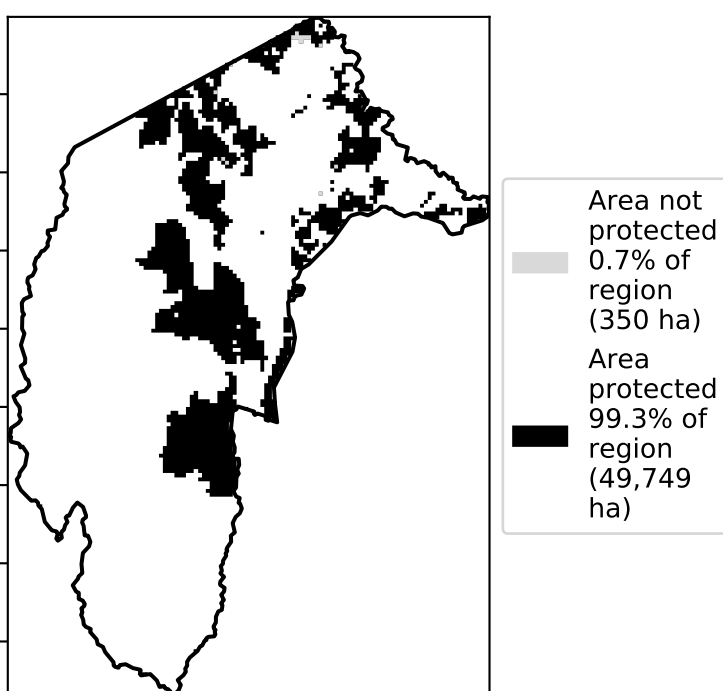 Area not
protected
0.7% of
region
(350 ha)
Area
protected
99.3% of
region
(49,749
ha)